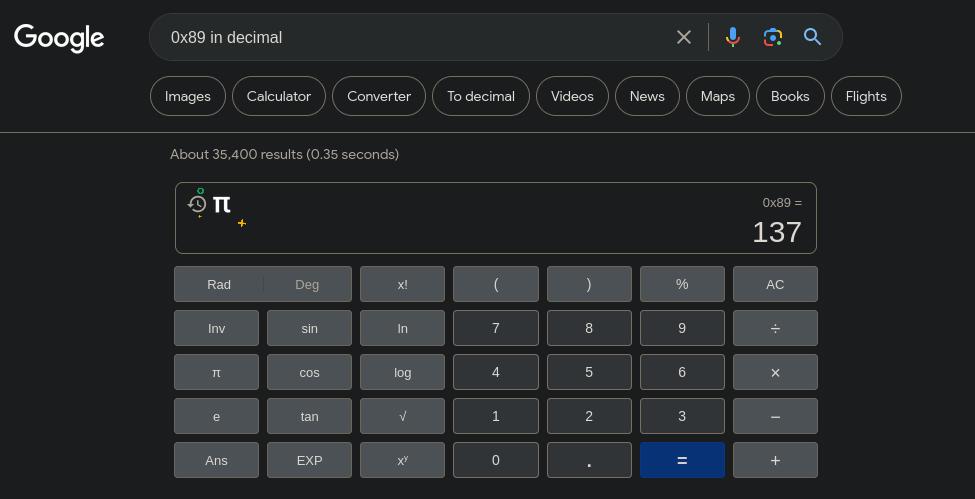 Google
0x89 in decimal
Images Calculator Converter To decimal Videos News Maps Books Flights
About 35,400 results (0.35 seconds)
π
0x89 =
137
Rad Deg x! ( ) % AC
Inv sin ln 7 8 9 ÷
π cos log 4 5 6 ×
e tan √ 1 2 3 −
Ans EXP xʸ 0 . = +